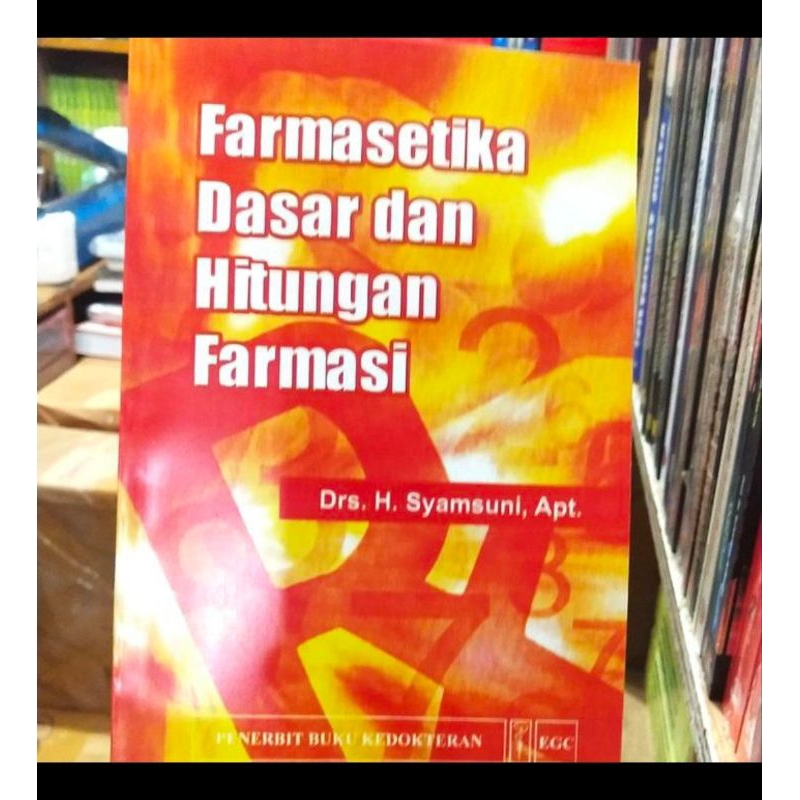 Farmasetika
Dasar dan
Hitungan
Farmasi
Drs. H. Syamsuni, Apt.
PENERBIT BUKU KEDOKTERAN
EGC